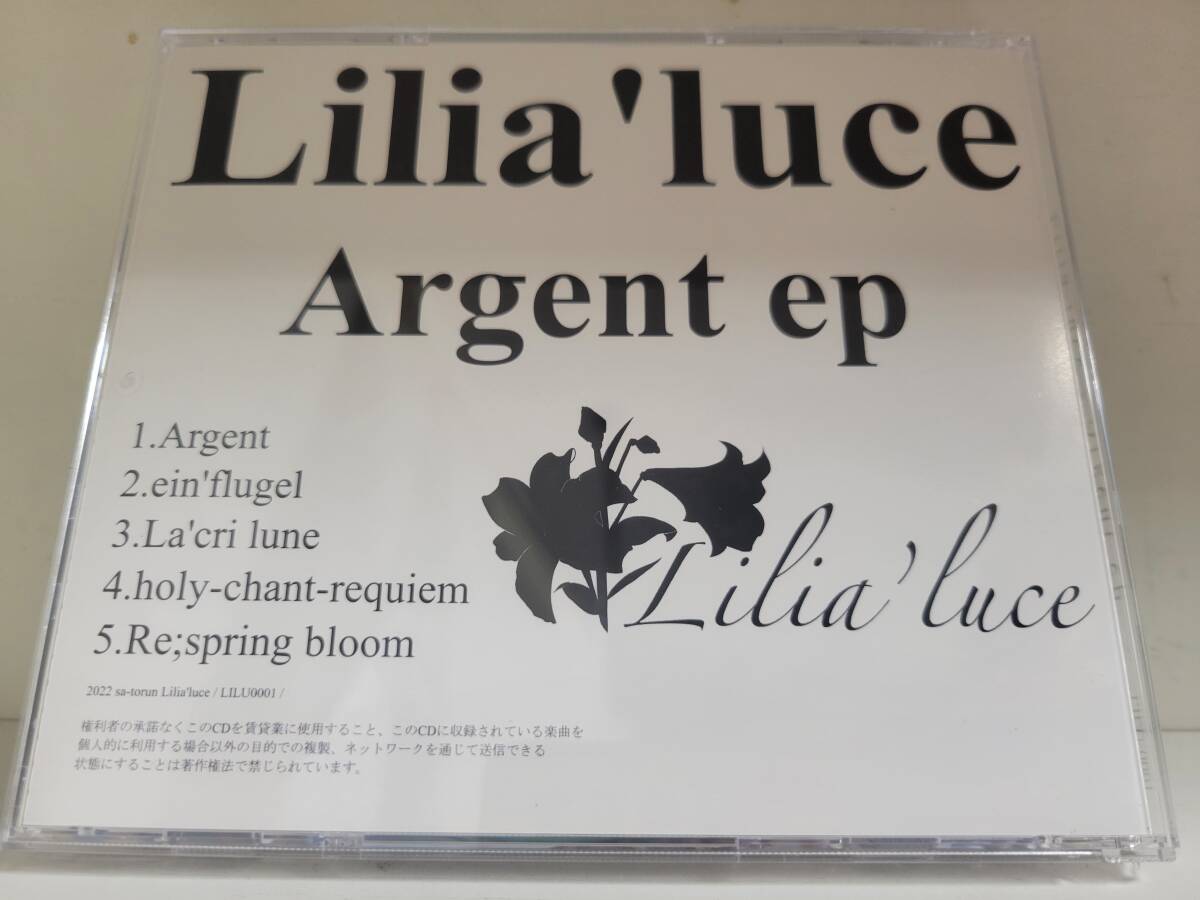 Lilia'luce
Argent ep
1.Argent
2.ein'flugel
3.La'cri lune
4.holy-chant-requiem
5.Re;spring bloom
Lilia'luce
2022 sa-torun Lilia'luce / LILU0001 /
権利者の承諾なくこのCDを賃貸業に使用すること、このCDに収録されている楽曲を
個人的に利用する場合以外の目的での複製、ネットワークを通じて送信できる
状態にすることは著作権法で禁じられています。